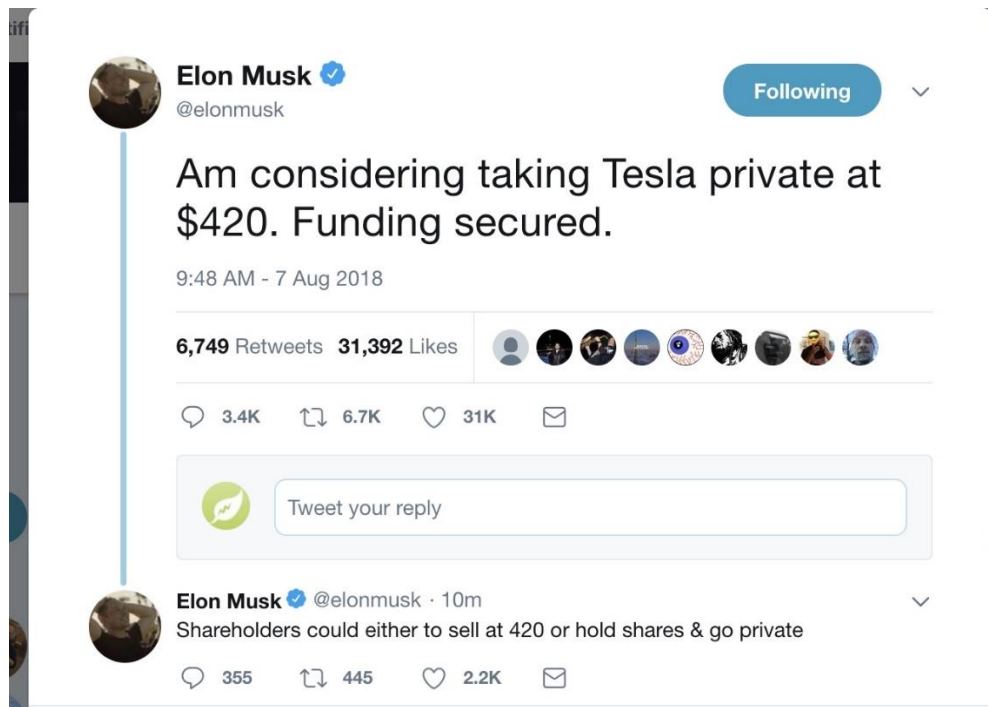 Elon Musk
@elonmusk
Following
Am considering taking Tesla private at
$420. Funding secured.
9:48 AM - 7 Aug 2018
6,749 Retweets 31,392 Likes
3.4K 6.7K 31K
Tweet your reply
Elon Musk @elonmusk · 10m
Shareholders could either to sell at 420 or hold shares & go private
355 445 2.2K